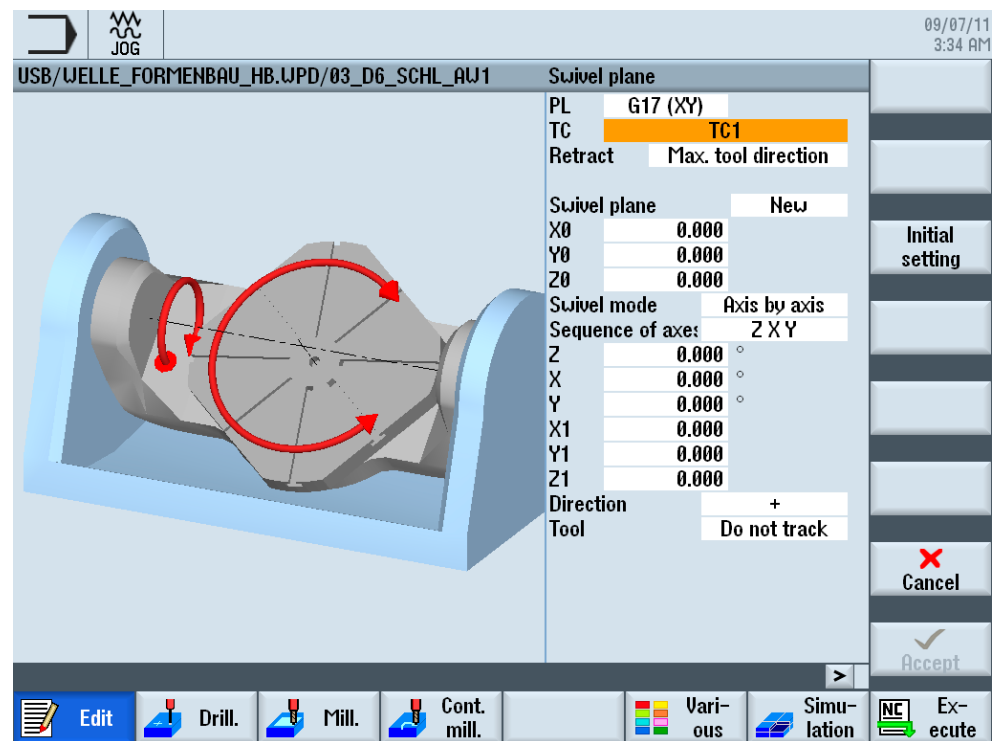 JOG
09/07/11
3:34 AM
USB/WELLE_FORMENBAU_HB.WPD/03_D6_SCHL_AW1
Swivel plane
PL G17 (XY)
TC TC1
Retract Max. tool direction
Swivel plane New
X0 0.000
Y0 0.000
Z0 0.000
Swivel mode Axis by axis
Sequence of axes Z X Y
Z 0.000 °
X 0.000 °
Y 0.000 °
X1 0.000
Y1 0.000
Z1 0.000
Direction +
Tool Do not track
Initial
setting
Cancel
Accept
>
Edit
Drill.
Mill.
Cont.
mill.
Vari-
ous
Simu-
lation
NC
Ex-
ecute